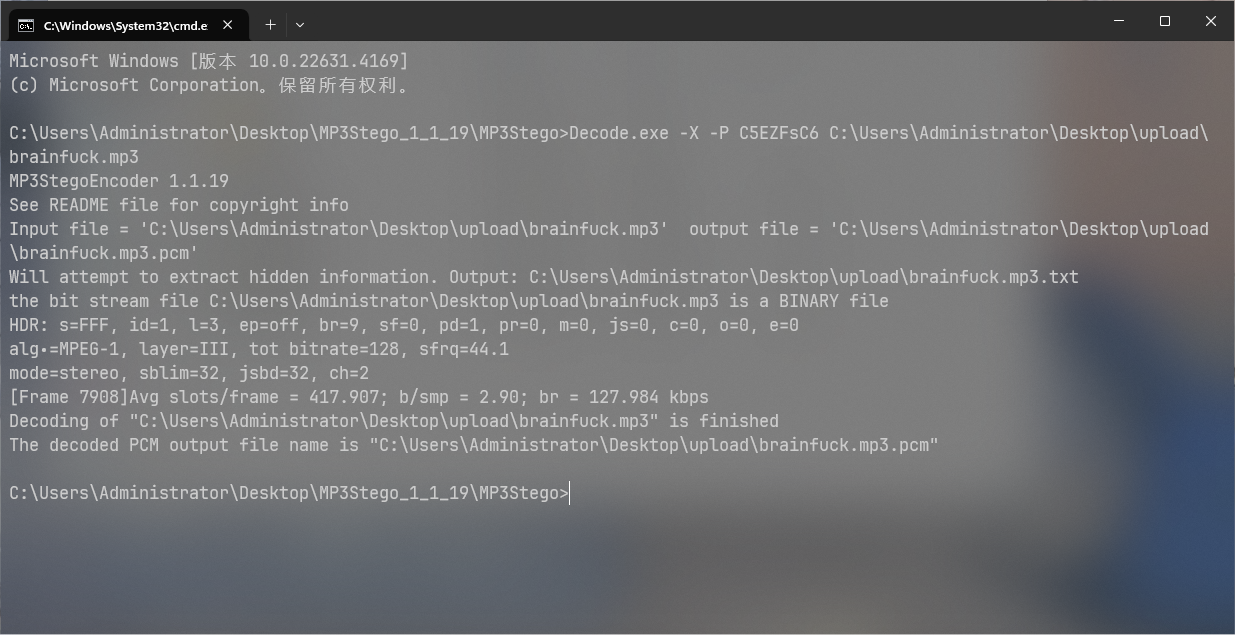 C:\Windows\System32\cmd.e
Microsoft Windows [版本 10.0.22631.4169]
(c) Microsoft Corporation。保留所有权利。
C:\Users\Administrator\Desktop\MP3Stego_1_1_19\MP3Stego>Decode.exe -X -P C5EZFsC6 C:\Users\Administrator\Desktop\upload\
brainfuck.mp3
MP3StegoEncoder 1.1.19
See README file for copyright info
Input file = 'C:\Users\Administrator\Desktop\upload\brainfuck.mp3'  output file = 'C:\Users\Administrator\Desktop\upload
\brainfuck.mp3.pcm'
Will attempt to extract hidden information. Output: C:\Users\Administrator\Desktop\upload\brainfuck.mp3.txt
the bit stream file C:\Users\Administrator\Desktop\upload\brainfuck.mp3 is a BINARY file
HDR: s=FFF, id=1, l=3, ep=off, br=9, sf=0, pd=1, pr=0, m=0, js=0, c=0, o=0, e=0
alg.=MPEG-1, layer=III, tot bitrate=128, sfrq=44.1
mode=stereo, sblim=32, jsbd=32, ch=2
[Frame 7908]Avg slots/frame = 417.907; b/smp = 2.90; br = 127.984 kbps
Decoding of "C:\Users\Administrator\Desktop\upload\brainfuck.mp3" is finished
The decoded PCM output file name is "C:\Users\Administrator\Desktop\upload\brainfuck.mp3.pcm"
C:\Users\Administrator\Desktop\MP3Stego_1_1_19\MP3Stego>